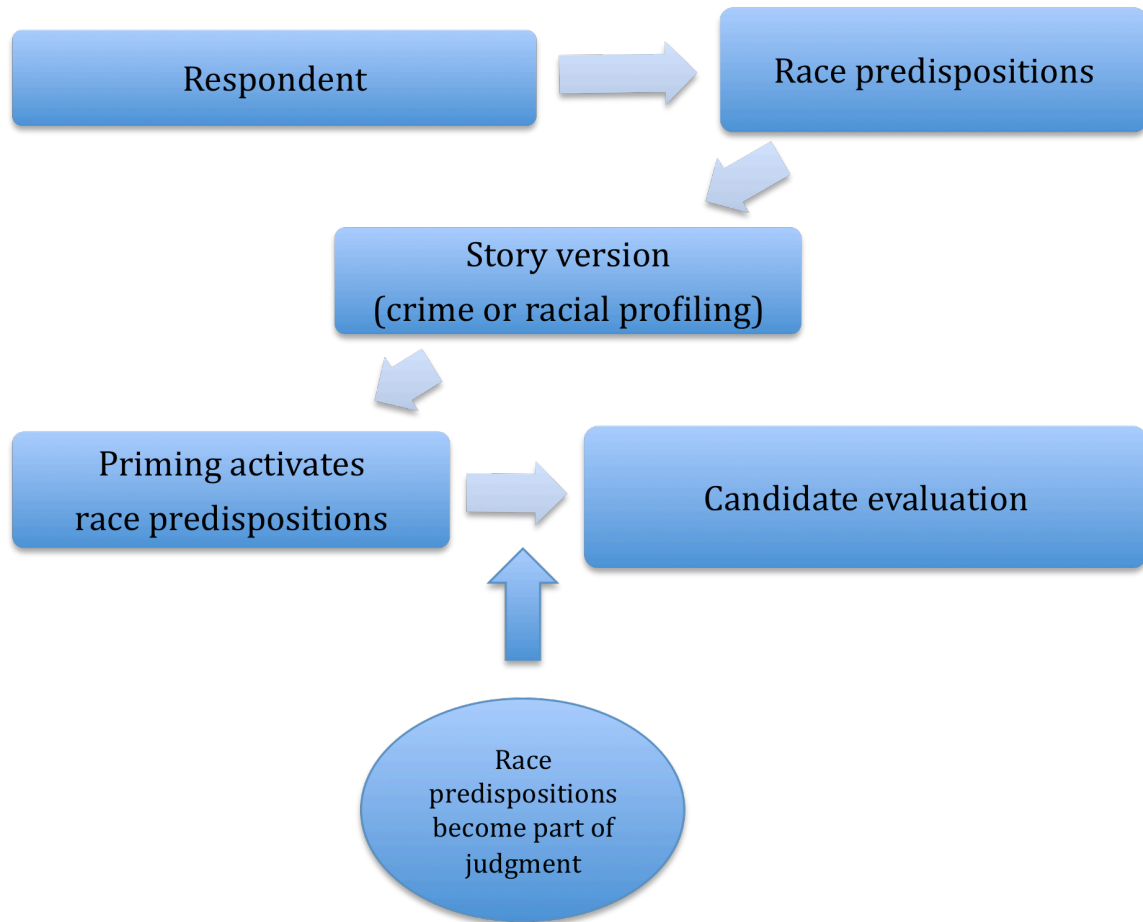 Respondent
Race predispositions
Story version
(crime or racial profiling)
Priming activates
race predispositions
Candidate evaluation
Race
predispositions
become part of
judgment